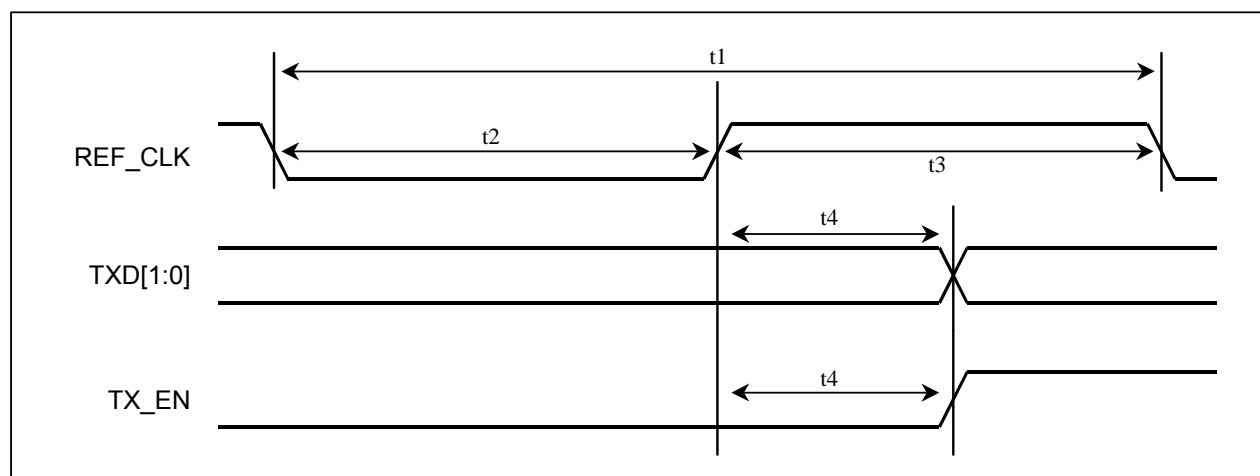 t1
t2
REF_CLK
t3
t4
TXD[1:0]
t4
TX_EN